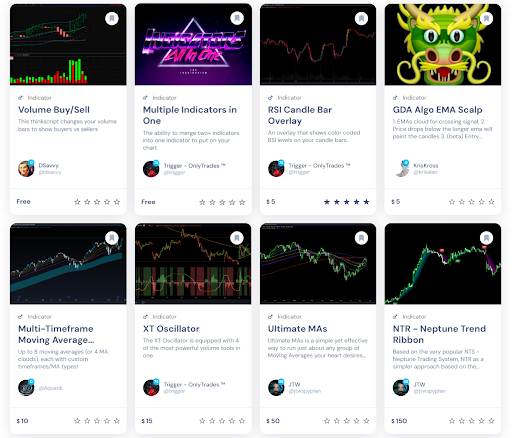 Indicator
Volume Buy/Sell
This thinkscript changes your volume
bars to show buyers vs sellers
DSavvy
@dsavvy
Free
INDICATORS
All In One
Indicator
Multiple Indicators in
One
The ability to merge two+ indicators
into one indicator to put on your
chart
Trigger - OnlyTrades ™
@trigger
Free
Indicator
RSI Candle Bar
Overlay
An overlay that shows color coded
RSI levels on your candle bars.
Trigger - OnlyTrades ™
@trigger
$ 5
Indicator
GDA Algo EMA Scalp
1. EMAs cloud for crossing signal. 2.
Price drops below the longer ema will
paint the candles 3. (beta) Entry...
KrisKross
$ 5
Indicator
Multi-Timeframe
Moving Average...
Up to 8 moving averages (or 4 MA
clouds), each with custom
timeframes/MA types!
$ 10
Indicator
XT Oscillator
The XT Oscillator is equipped with 4
of the most powerful volume tools in
one.
Trigger - OnlyTrades ™
@trigger
$ 15
Indicator
Ultimate MAs
Ultimate MAs is a simple yet effective
way to run just about any group of
Moving Averages your heart desires...
JTW
@jtwspyplien
$ 50
Indicator
NTR - Neptune Trend
Ribbon
Based on the very popular NTS -
Neptune Trading System, NTR as a
simpler approach based on the...
JTW
$ 150